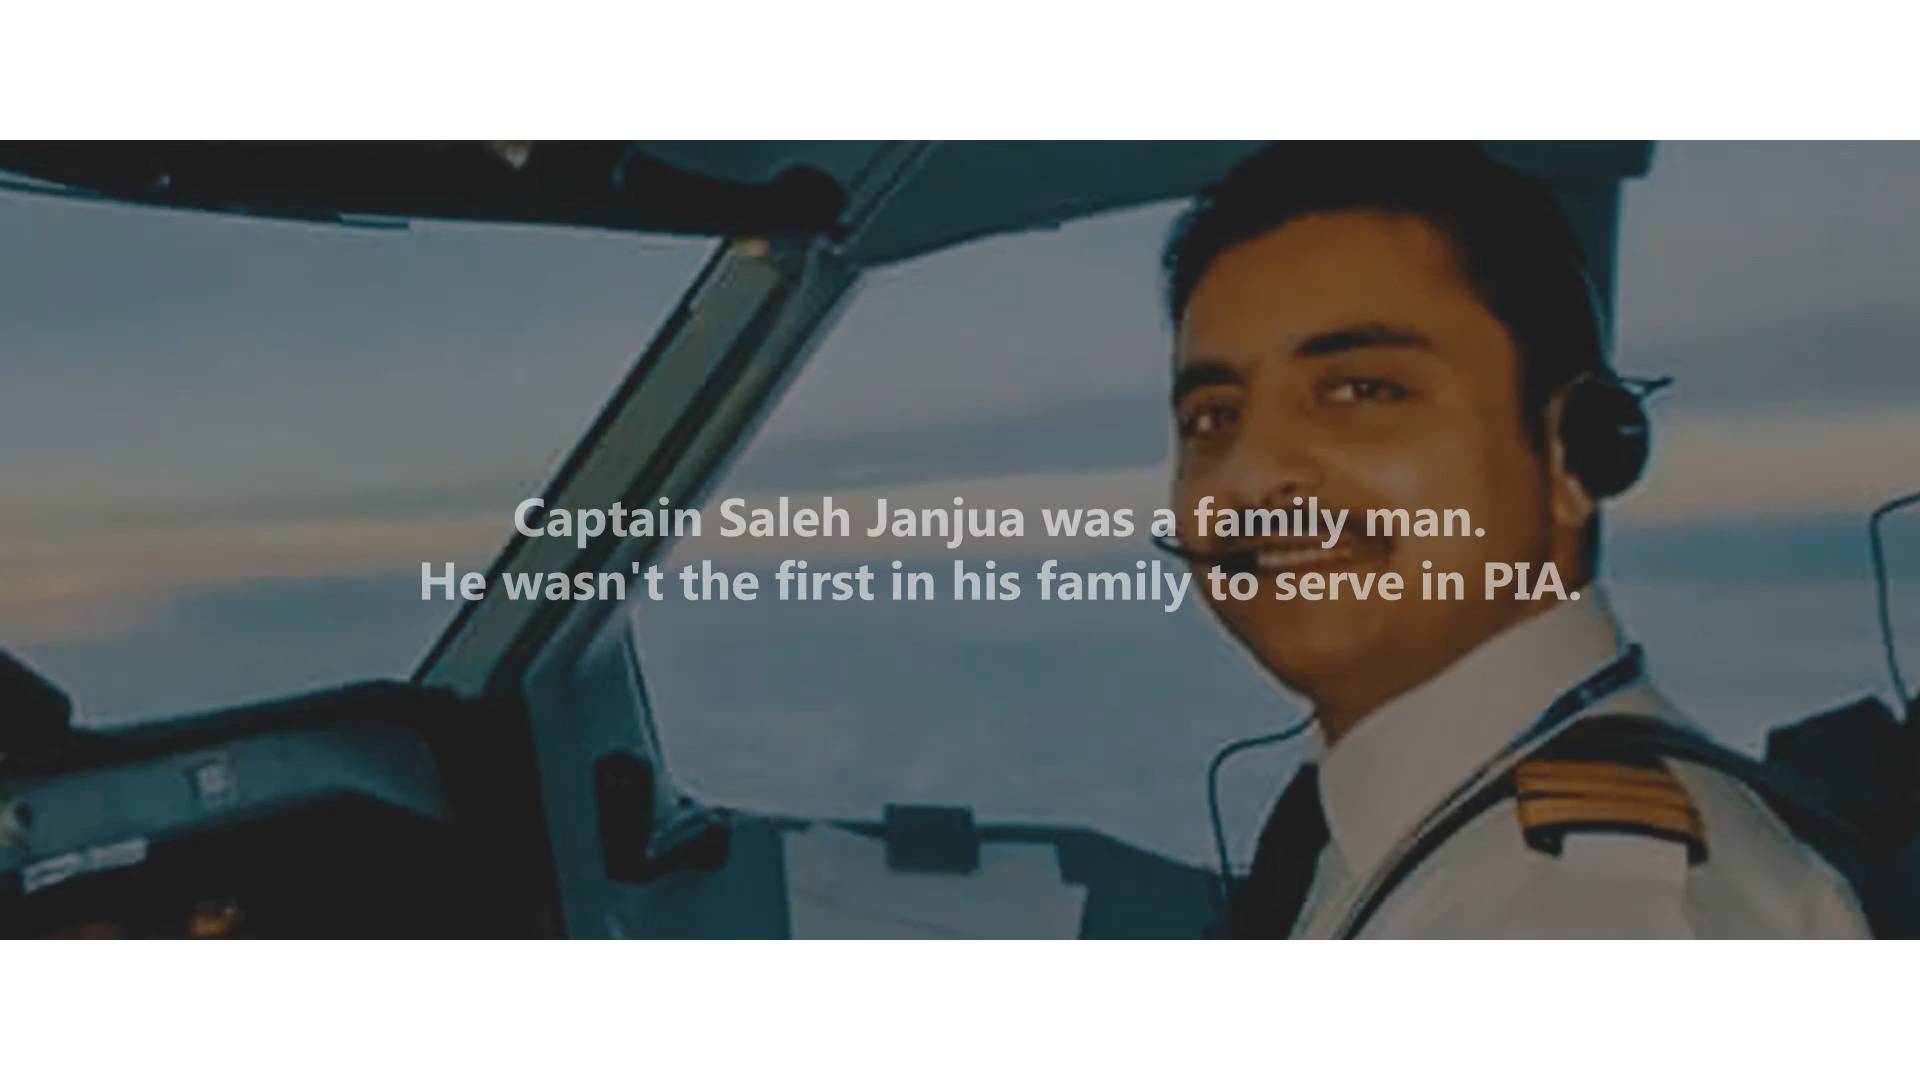 Captain Saleh Janjua was a family man.
He wasn't the first in his family to serve in PIA.